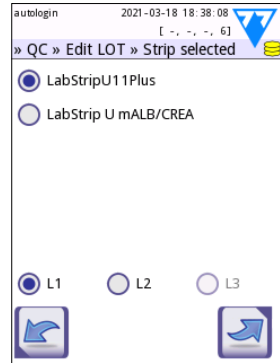 autologin 2021-03-18 18:38:08
[ -, -, -, 6]
» QC » Edit LOT » Strip selected
LabStripU11Plus
LabStrip U mALB/CREA
L1 L2 L3